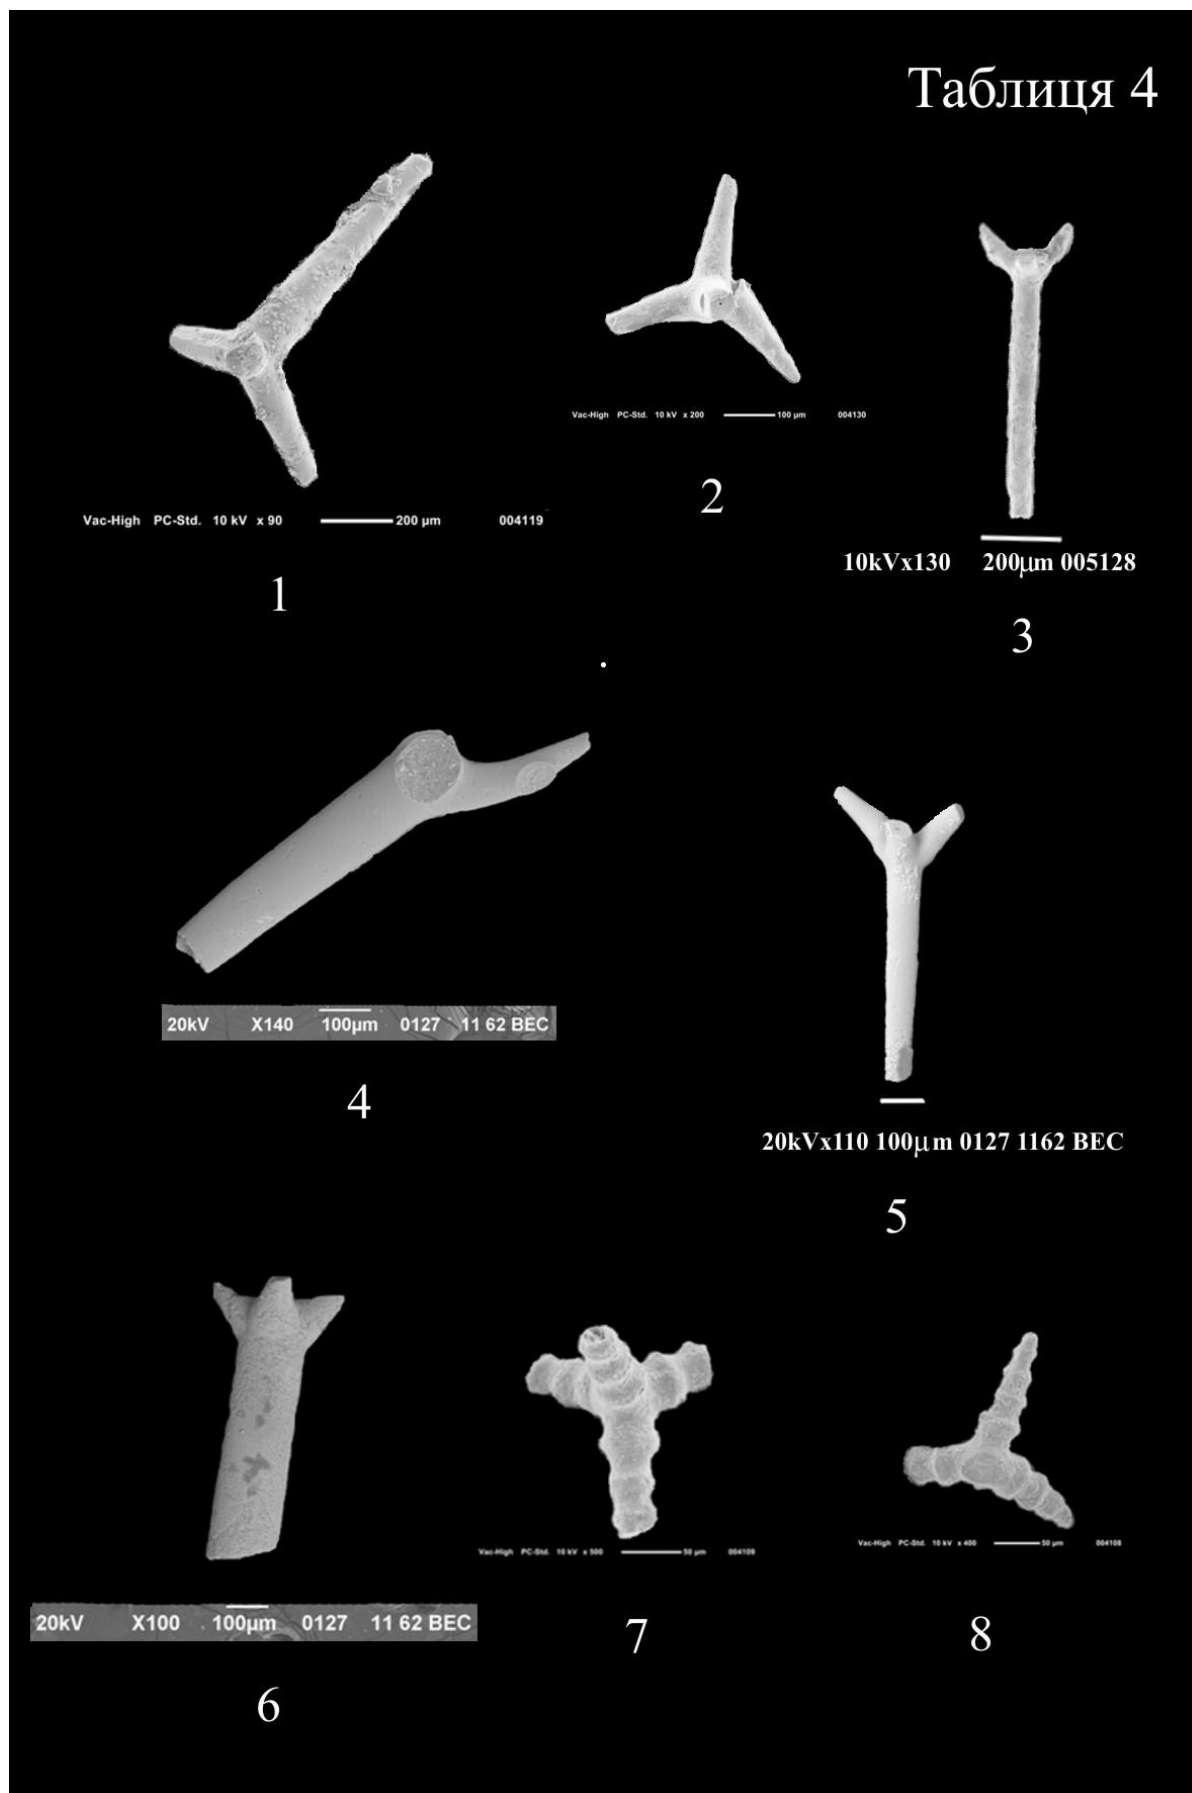 Таблиця 4
Vac-High PC-Std. 10 kV x 90 200 µm 004119
1
Vac-High PC-Std. 10 kV x 200 100 µm 004130
2
10kVx130 200µm 005128
3
20kV X140 100µm 0127 11 62 BEC
4
20kVx110 100µm 0127 1162 BEC
5
20kV X100 100µm 0127 11 62 BEC
6
Vac-High PC-Std. 10 kV x 500 50 µm 004109
7
Vac-High PC-Std. 10 kV x 400 50 µm 004108
8